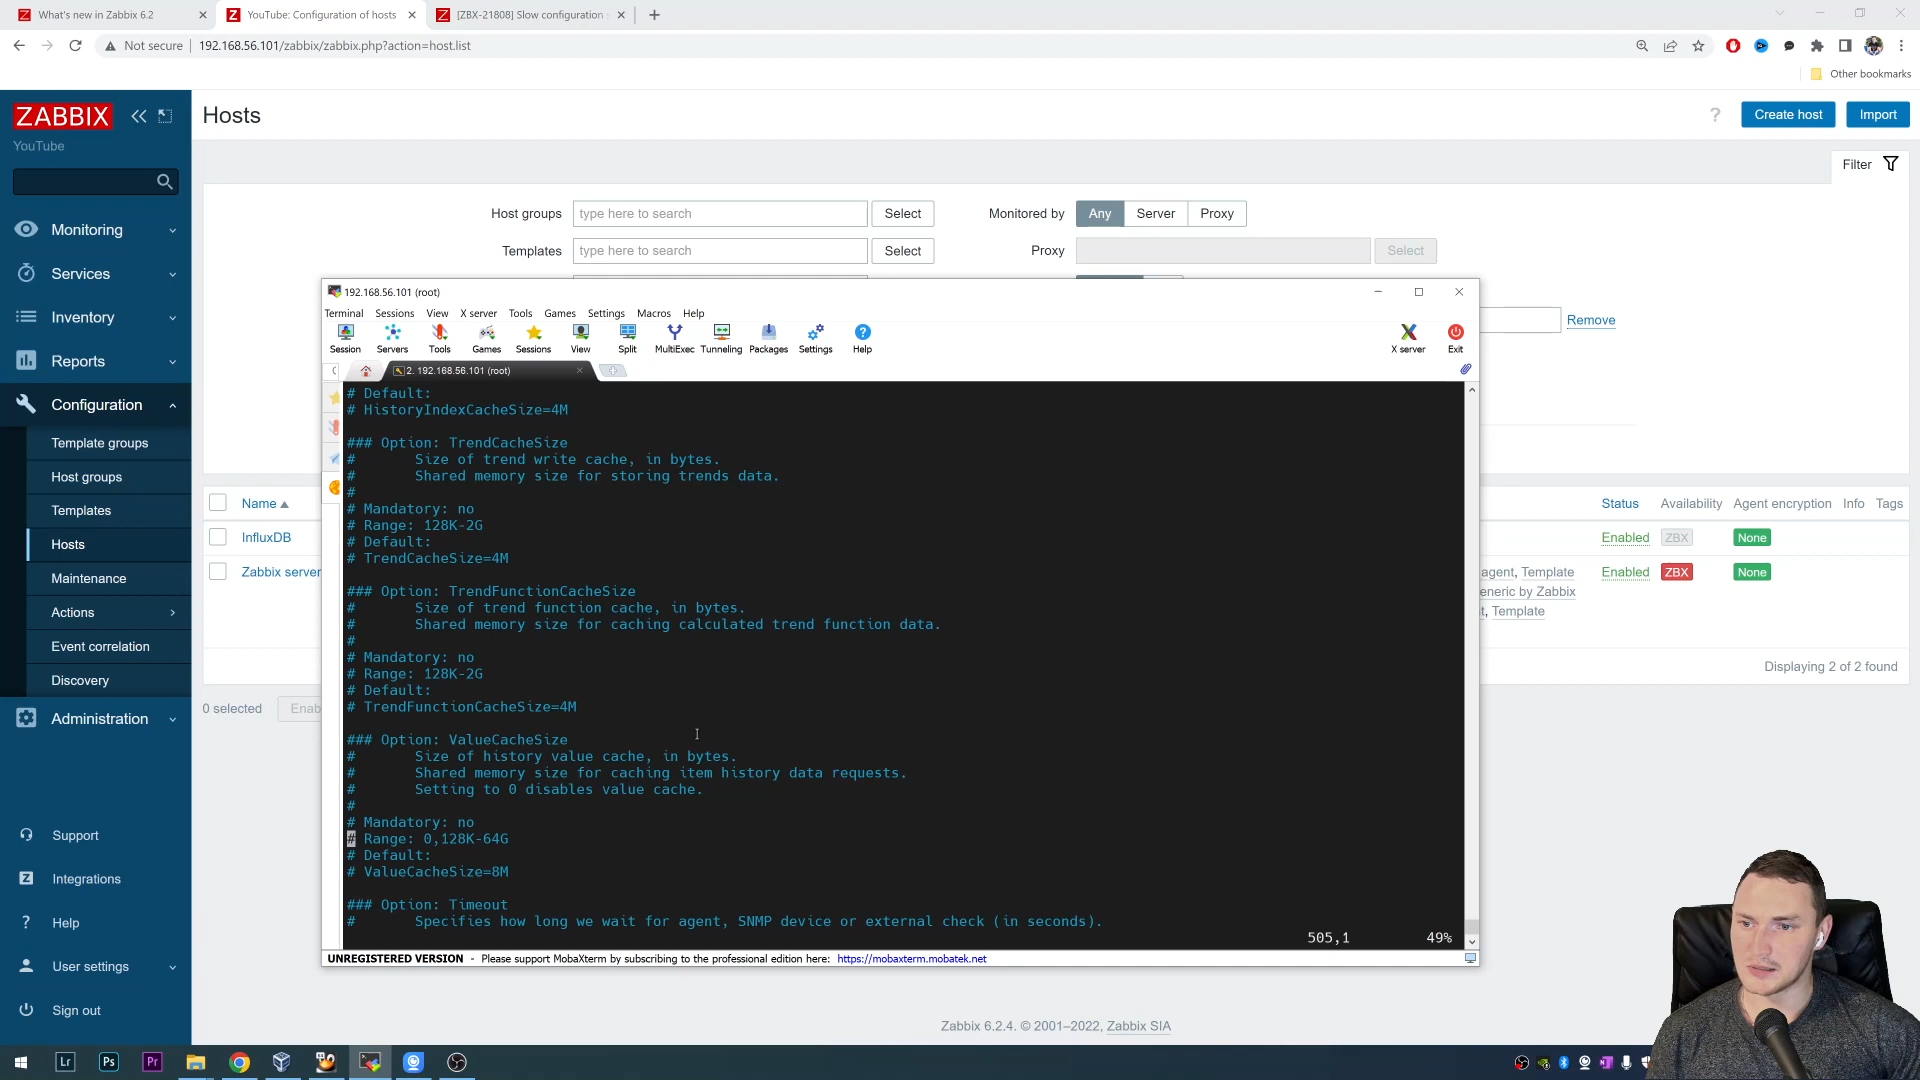 What's new in Zabbix 6.2
YouTube: Configuration of hosts
[ZBX-21808] Slow configuration
Not secure
192.168.56.101/zabbix/zabbix.php?action=host.list
Other bookmarks
ZABBIX
YouTube
Hosts
?
Create host
Import
Filter
Host groups
type here to search
Select
Monitored by
Any
Server
Proxy
Templates
type here to search
Select
Proxy
Select
Remove
Monitoring
Services
Inventory
Reports
Configuration
Template groups
Host groups
Templates
Hosts
Maintenance
Actions
Event correlation
Discovery
Administration
Support
Integrations
Help
User settings
Sign out
192.168.56.101 (root)
Terminal Sessions View X server Tools Games Settings Macros Help
Session Servers Tools Games Sessions View Split MultiExec Tunneling Packages Settings Help
X server Exit
2. 192.168.56.101 (root)
# Default:
# HistoryIndexCacheSize=4M
### Option: TrendCacheSize
#       Size of trend write cache, in bytes.
#       Shared memory size for storing trends data.
#
# Mandatory: no
# Range: 128K-2G
# Default:
# TrendCacheSize=4M
### Option: TrendFunctionCacheSize
#       Size of trend function cache, in bytes.
#       Shared memory size for caching calculated trend function data.
#
# Mandatory: no
# Range: 128K-2G
# Default:
# TrendFunctionCacheSize=4M
### Option: ValueCacheSize
#       Size of history value cache, in bytes.
#       Shared memory size for caching item history data requests.
#       Setting to 0 disables value cache.
#
# Mandatory: no
# Range: 0,128K-64G
# Default:
# ValueCacheSize=8M
### Option: Timeout
#       Specifies how long we wait for agent, SNMP device or external check (in seconds).
505,1
49%
UNREGISTERED VERSION - Please support MobaXterm by subscribing to the professional edition here: https://mobaxterm.mobatek.net
Name
Status
Availability
Agent encryption
Info
Tags
InfluxDB
Enabled
ZBX
None
Zabbix server
agent, Template
Enabled
ZBX
None
eneric by Zabbix
t, Template
Displaying 2 of 2 found
0 selected
Enab
Zabbix 6.2.4. © 2001–2022, Zabbix SIA
Lr
Ps
Pr